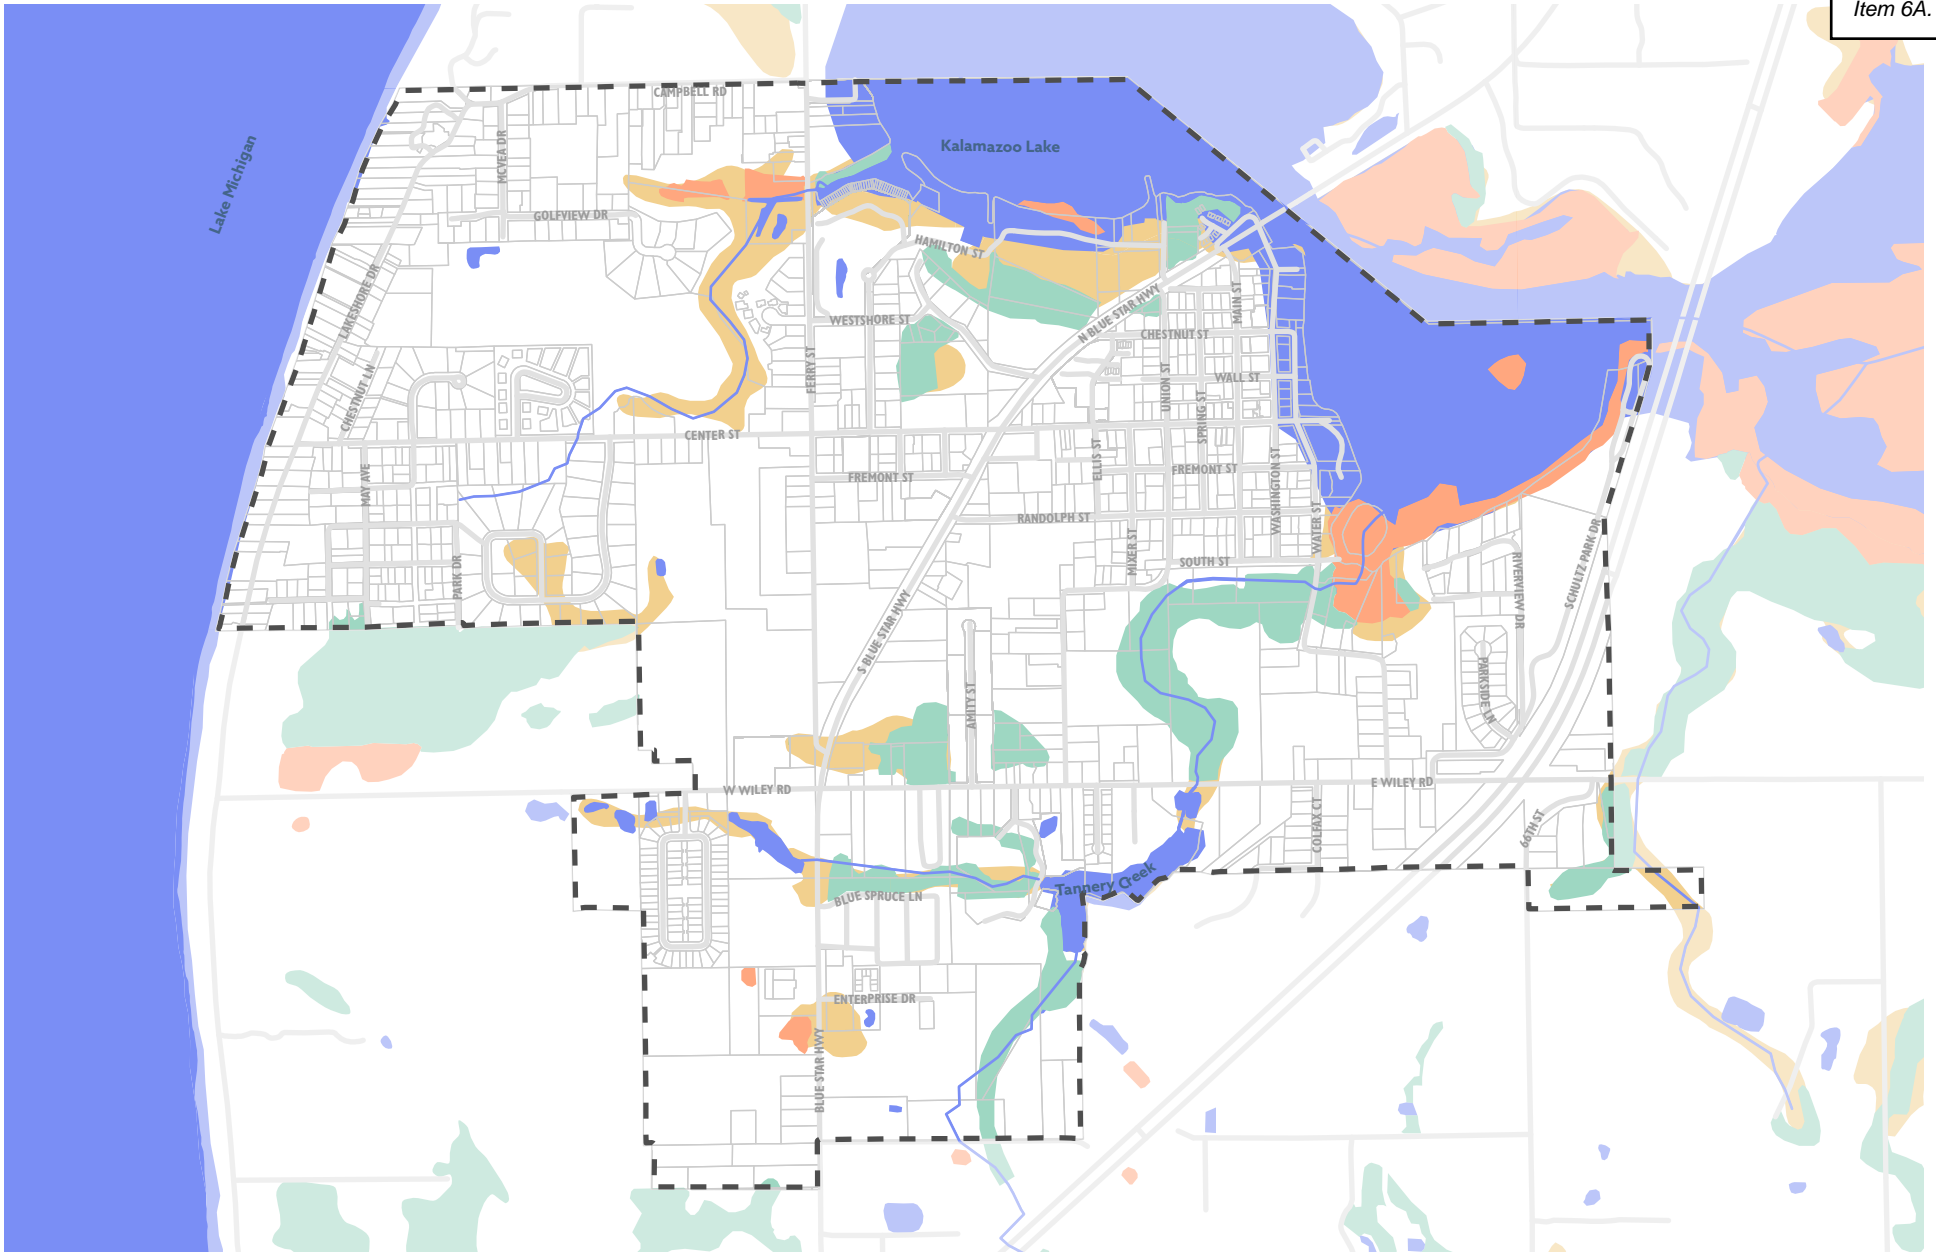 Item 6A.
CAMPBELL RD
Lake Michigan
MCVEA DR
Kalamazoo Lake
GOLFVIEW DR
HAMILTON ST
LAKESHORE DR
WESTSHORE ST
N BLUE STAR HWY
MAIN ST
CHESTNUT ST
FERRY ST
CHESTNUT LN
UNION ST
WALL ST
SPRING ST
CENTER ST
MAY AVE
FREMONT ST
ELLIS ST
FREMONT ST
WASHINGTON ST
RANDOLPH ST
WATER ST
MIXER ST
SOUTH ST
PARK DR
RIVERVIEW DR
SCHULTZ PARK DR
S BLUE STAR HWY
AMITY ST
PARKSIDE LN
W WILEY RD
E WILEY RD
COLFAX CT
66TH ST
Tannery Creek
BLUE SPRUCE LN
ENTERPRISE DR
BLUE STAR HWY